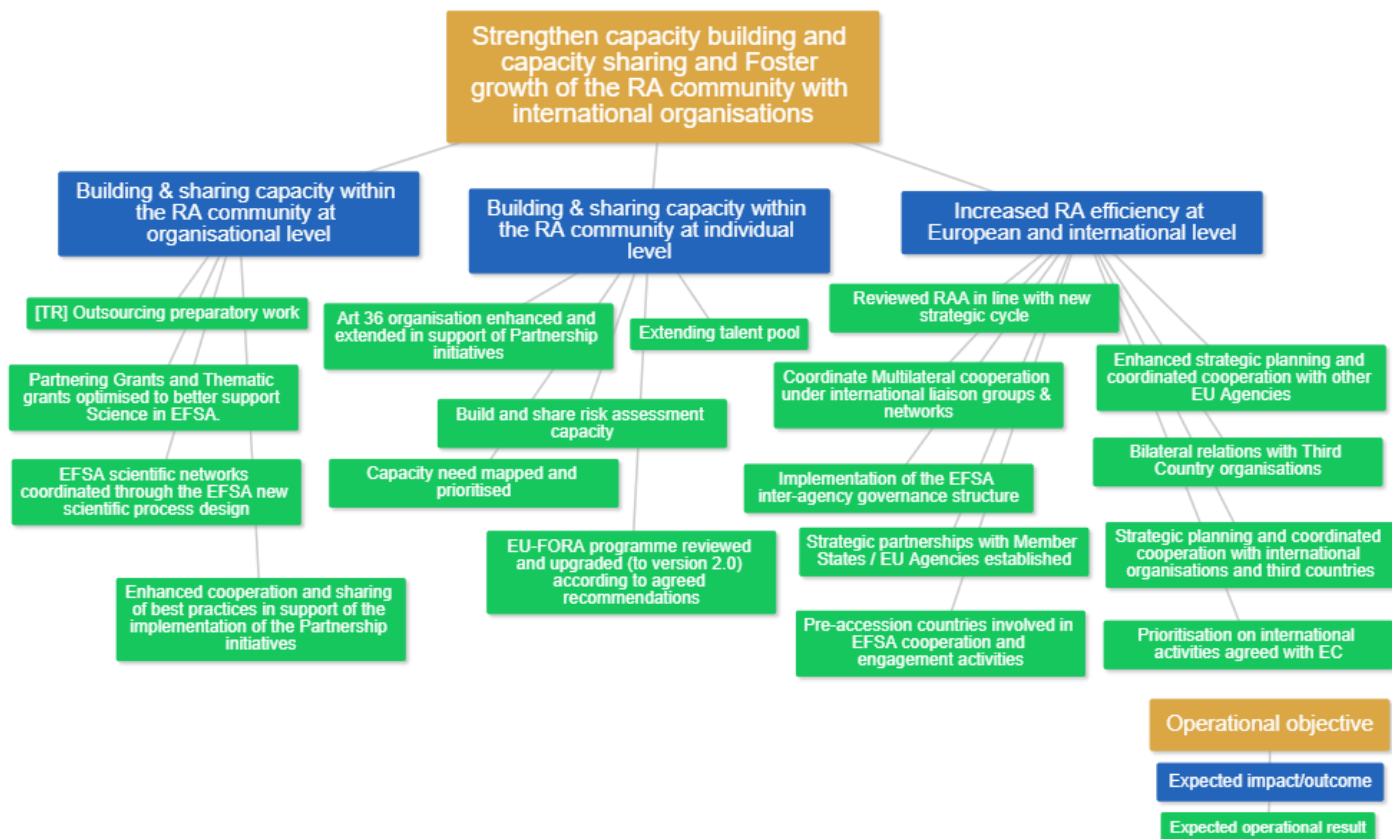 Strengthen capacity building and
capacity sharing and Foster
growth of the RA community with
international organisations
Building & sharing capacity within
the RA community at
organisational level
Building & sharing capacity within
the RA community at individual
level
Increased RA efficiency at
European and international level
[TR] Outsourcing preparatory work
Partnering Grants and Thematic
grants optimised to better support
Science in EFSA.
EFSA scientific networks
coordinated through the EFSA new
scientific process design
Enhanced cooperation and sharing
of best practices in support of the
implementation of the Partnership
initiatives
Art 36 organisation enhanced and
extended in support of Partnership
initiatives
Extending talent pool
Build and share risk assessment
capacity
Capacity need mapped and
prioritised
EU-FORA programme reviewed
and upgraded (to version 2.0)
according to agreed
recommendations
Reviewed RAA in line with new
strategic cycle
Coordinate Multilateral cooperation
under international liaison groups &
networks
Implementation of the EFSA
inter-agency governance structure
Strategic partnerships with Member
States / EU Agencies established
Pre-accession countries involved in
EFSA cooperation and
engagement activities
Enhanced strategic planning and
coordinated cooperation with other
EU Agencies
Bilateral relations with Third
Country organisations
Strategic planning and coordinated
cooperation with international
organisations and third countries
Prioritisation on international
activities agreed with EC
Operational objective
Expected impact/outcome
Expected operational result